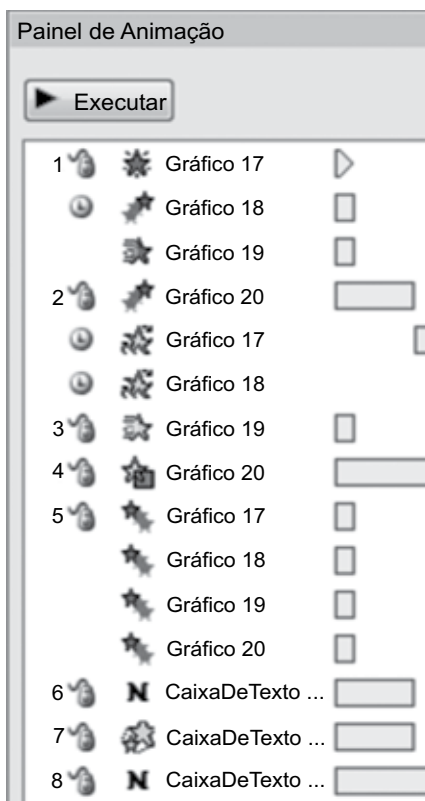 Painel de Animação
Executar
1 Gráfico 17
Gráfico 18
Gráfico 19
2 Gráfico 20
Gráfico 17
Gráfico 18
3 Gráfico 19
4 Gráfico 20
5 Gráfico 17
Gráfico 18
Gráfico 19
Gráfico 20
6 N CaixaDeTexto ...
7 CaixaDeTexto ...
8 N CaixaDeTexto ...